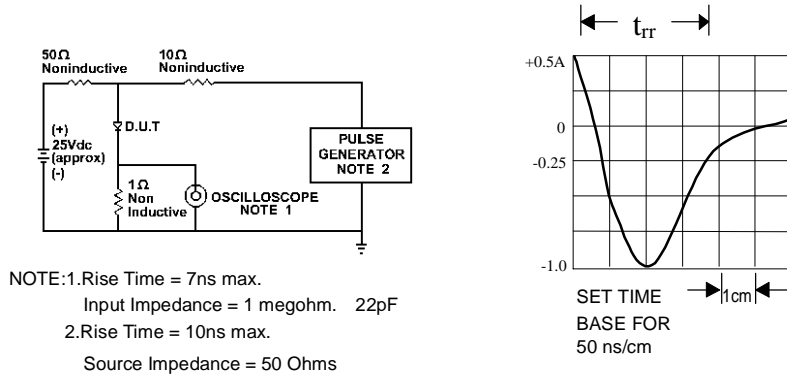 50Ω
Noninductive
10Ω
Noninductive
D.U.T
(+)
25Vdc
(approx)
(-)
1Ω
Non
Inductive
OSCILLOSCOPE
NOTE 1
PULSE
GENERATOR
NOTE 2
NOTE:1.Rise Time = 7ns max.
Input Impedance = 1 megohm. 22pF
2.Rise Time = 10ns max.
Source Impedance = 50 Ohms
trr
+0.5A
0
-0.25
-1.0
1cm
SET TIME
BASE FOR
50 ns/cm